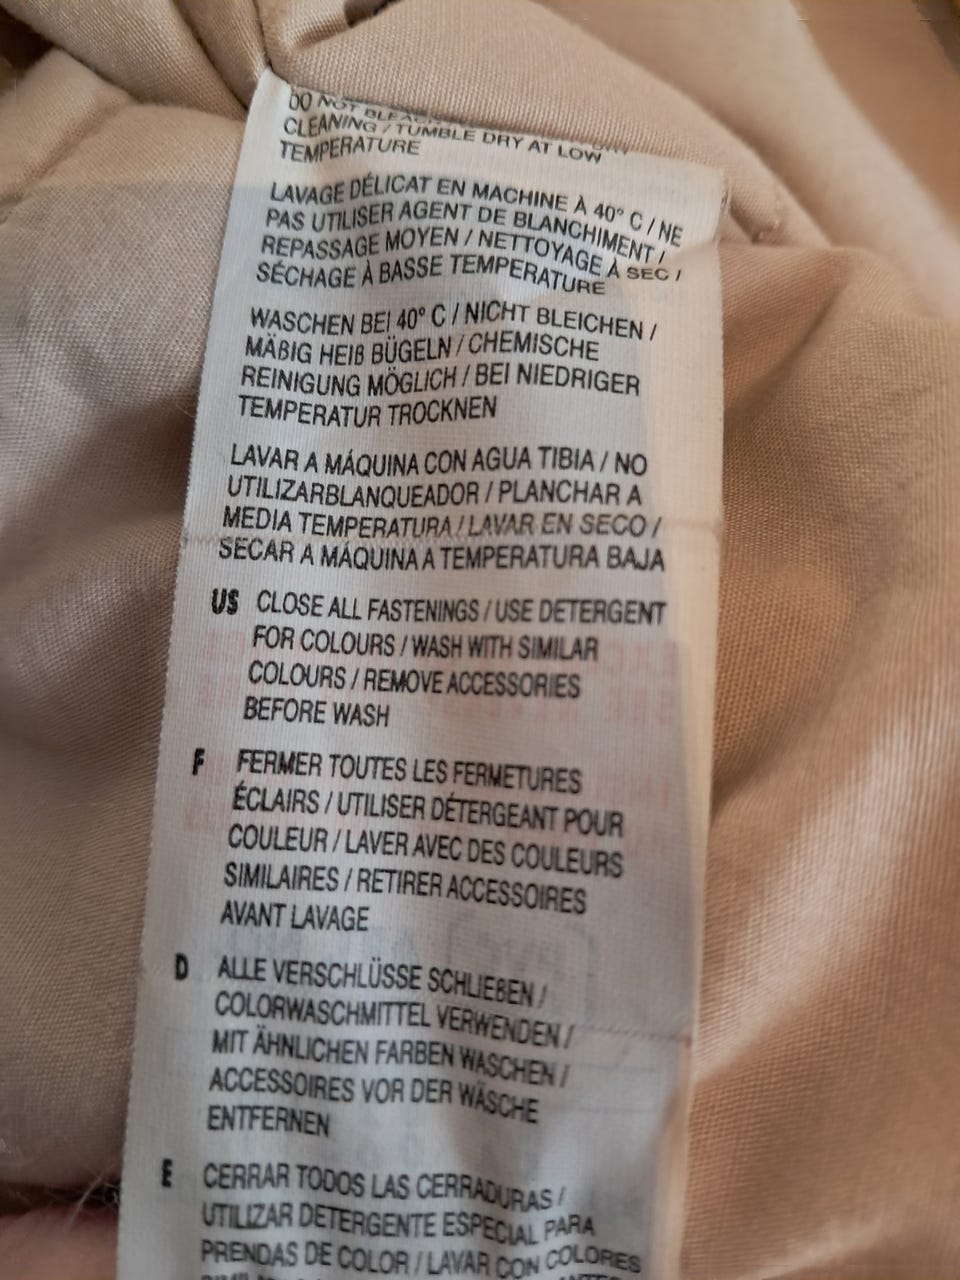 DO NOT BLEACH
CLEANING / TUMBLE DRY AT LOW
TEMPERATURE
LAVAGE DÉLICAT EN MACHINE À 40° C / NE
PAS UTILISER AGENT DE BLANCHIMENT /
REPASSAGE MOYEN / NETTOYAGE À SEC /
SÉCHAGE À BASSE TEMPERATURE
WASCHEN BEI 40° C / NICHT BLEICHEN /
MÄßIG HEIß BÜGELN / CHEMISCHE
REINIGUNG MÖGLICH / BEI NIEDRIGER
TEMPERATUR TROCKNEN
LAVAR A MÁQUINA CON AGUA TIBIA / NO
UTILIZARBLANQUEADOR / PLANCHAR A
MEDIA TEMPERATURA / LAVAR EN SECO /
SECAR A MÁQUINA A TEMPERATURA BAJA
US CLOSE ALL FASTENINGS / USE DETERGENT
FOR COLOURS / WASH WITH SIMILAR
COLOURS / REMOVE ACCESSORIES
BEFORE WASH
F FERMER TOUTES LES FERMETURES
ÉCLAIRS / UTILISER DÉTERGEANT POUR
COULEUR / LAVER AVEC DES COULEURS
SIMILAIRES / RETIRER ACCESSOIRES
AVANT LAVAGE
D ALLE VERSCHLÜSSE SCHLIEßEN /
COLORWASCHMITTEL VERWENDEN /
MIT ÄHNLICHEN FARBEN WASCHEN /
ACCESSOIRES VOR DER WÄSCHE
ENTFERNEN
E CERRAR TODOS LAS CERRADURAS /
UTILIZAR DETERGENTE ESPECIAL PARA
PRENDAS DE COLOR / LAVAR CON COLORES